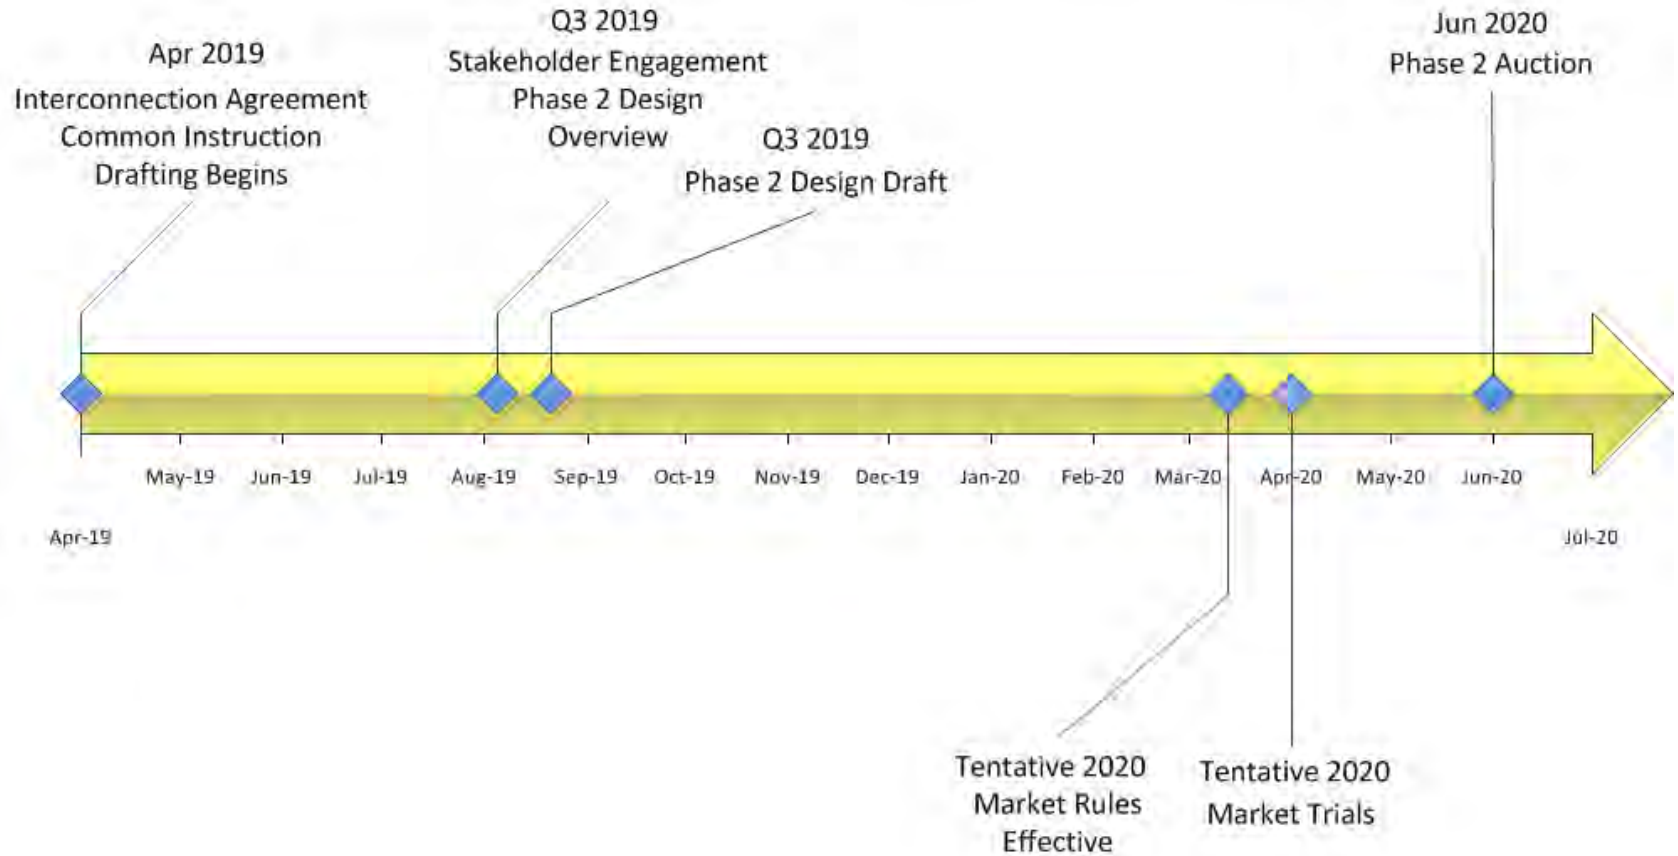 Apr 2019
Interconnection Agreement
Common Instruction
Drafting Begins
Q3 2019
Stakeholder Engagement
Phase 2 Design
Overview
Q3 2019
Phase 2 Design Draft
Jun 2020
Phase 2 Auction
May-19
Jun-19
Jul-19
Aug-19
Sep-19
Oct-19
Nov-19
Dec-19
Jan-20
Feb-20
Mar-20
Apr-20
May-20
Jun-20
Apr-19
Jul-20
Tentative 2020
Market Rules
Effective
Tentative 2020
Market Trials